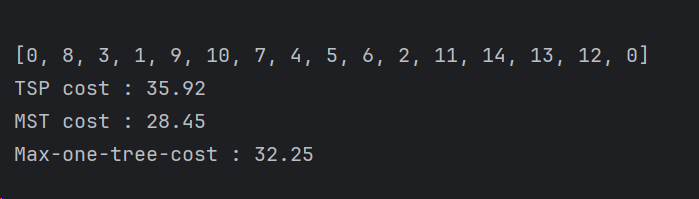 [0, 8, 3, 1, 9, 10, 7, 4, 5, 6, 2, 11, 14, 13, 12, 0]
TSP cost : 35.92
MST cost : 28.45
Max-one-tree-cost : 32.25